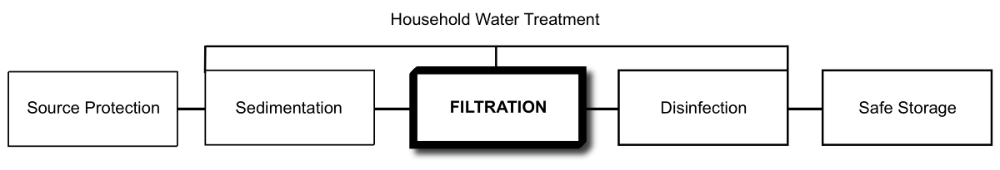 Household Water Treatment
Source Protection
Sedimentation
FILTRATION
Disinfection
Safe Storage